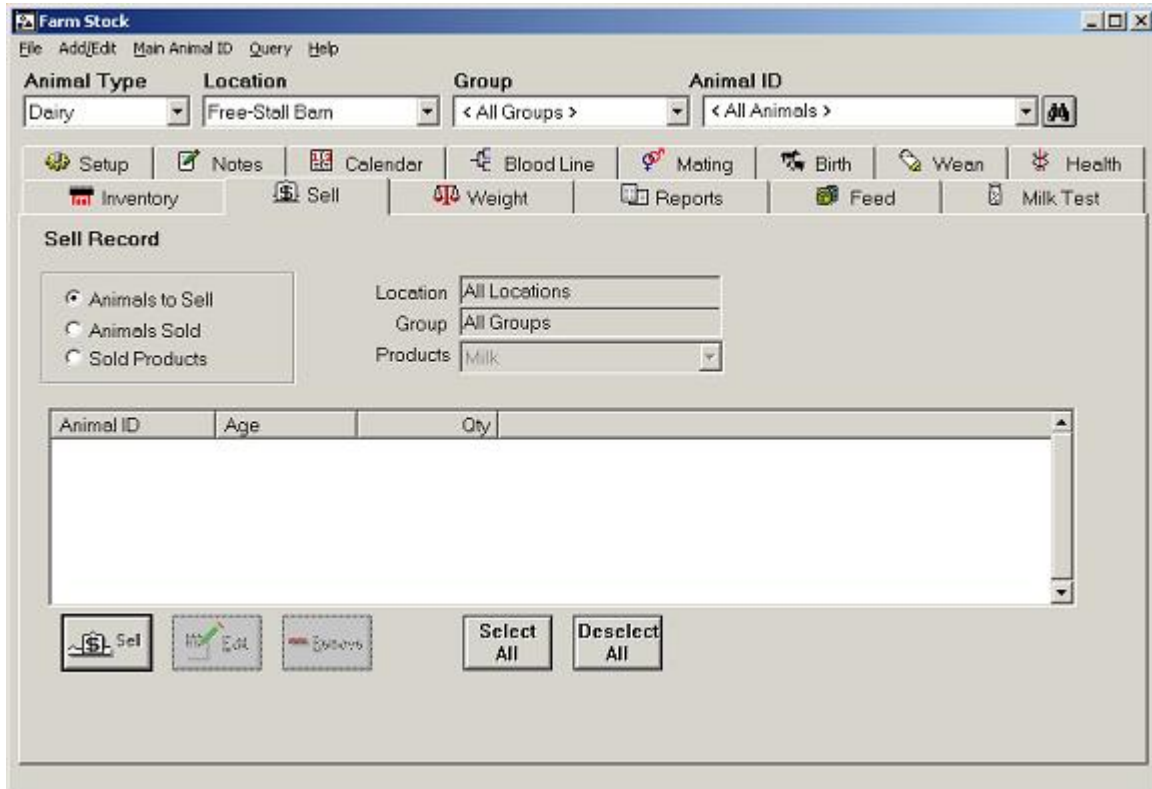 Farm Stock
File Add/Edit Main Animal ID Query Help
Animal Type Location Group Animal ID
Dairy Free-Stall Barn < All Groups > < All Animals >
Setup Notes Calendar Blood Line Mating Birth Wean Health
Inventory Sell Weight Reports Feed Milk Test
Sell Record
Animals to Sell
Animals Sold
Sold Products
Location All Locations
Group All Groups
Products Milk
Animal ID Age Qty
Sell Edit Remove Select All Deselect All